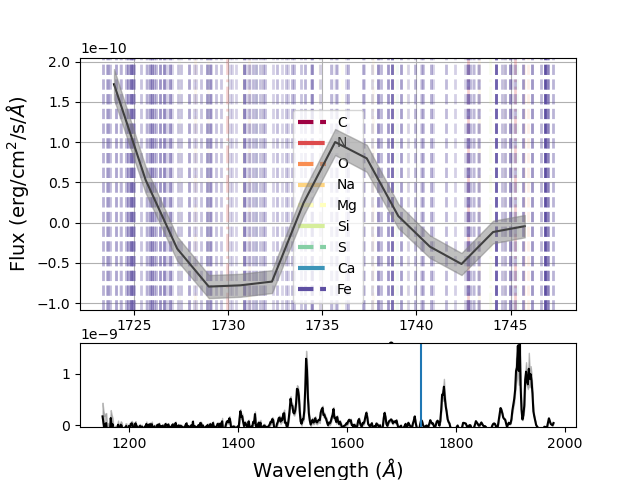 1e−10
2.0
1.5
1.0
0.5
0.0
−0.5
−1.0
Flux (erg/cm²/s/Å)
C
N
O
Na
Mg
Si
S
Ca
Fe
1725 1730 1735 1740 1745
1e−9
1
0
1200 1400 1600 1800 2000
Wavelength (Å)